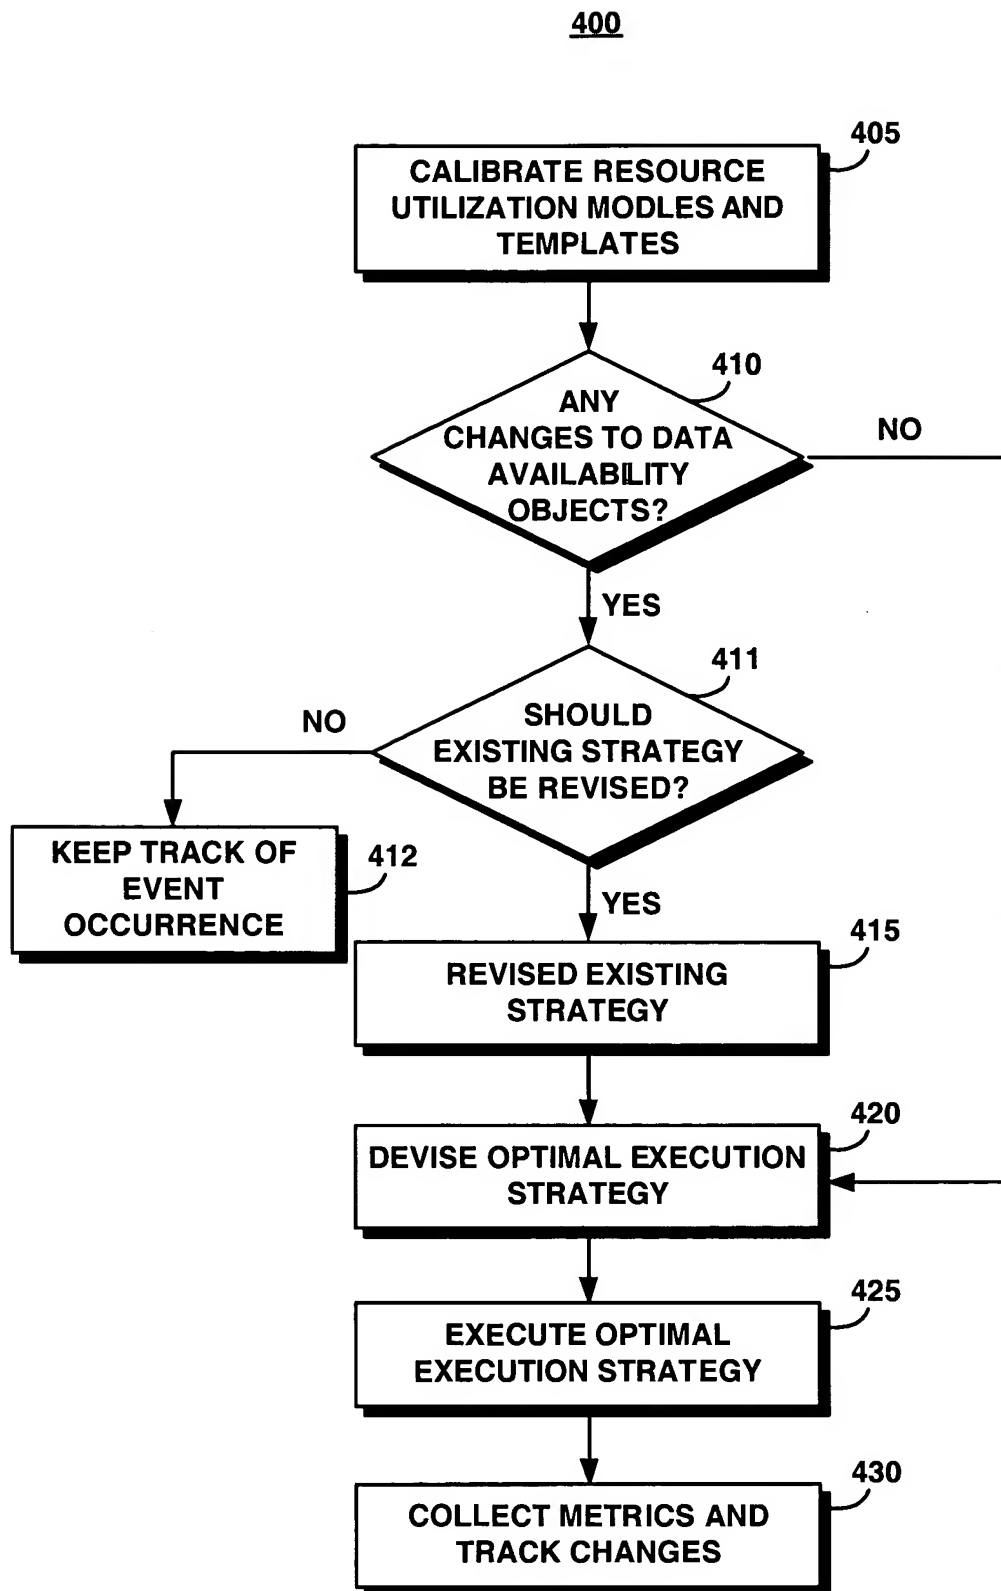 400
405
CALIBRATE RESOURCE
UTILIZATION MODLES AND
TEMPLATES
410
ANY
CHANGES TO DATA
AVAILABILITY
OBJECTS?
NO
YES
411
SHOULD
EXISTING STRATEGY
BE REVISED?
NO
KEEP TRACK OF
EVENT
OCCURRENCE
412
YES
415
REVISED EXISTING
STRATEGY
420
DEVISE OPTIMAL EXECUTION
STRATEGY
425
EXECUTE OPTIMAL
EXECUTION STRATEGY
430
COLLECT METRICS AND
TRACK CHANGES